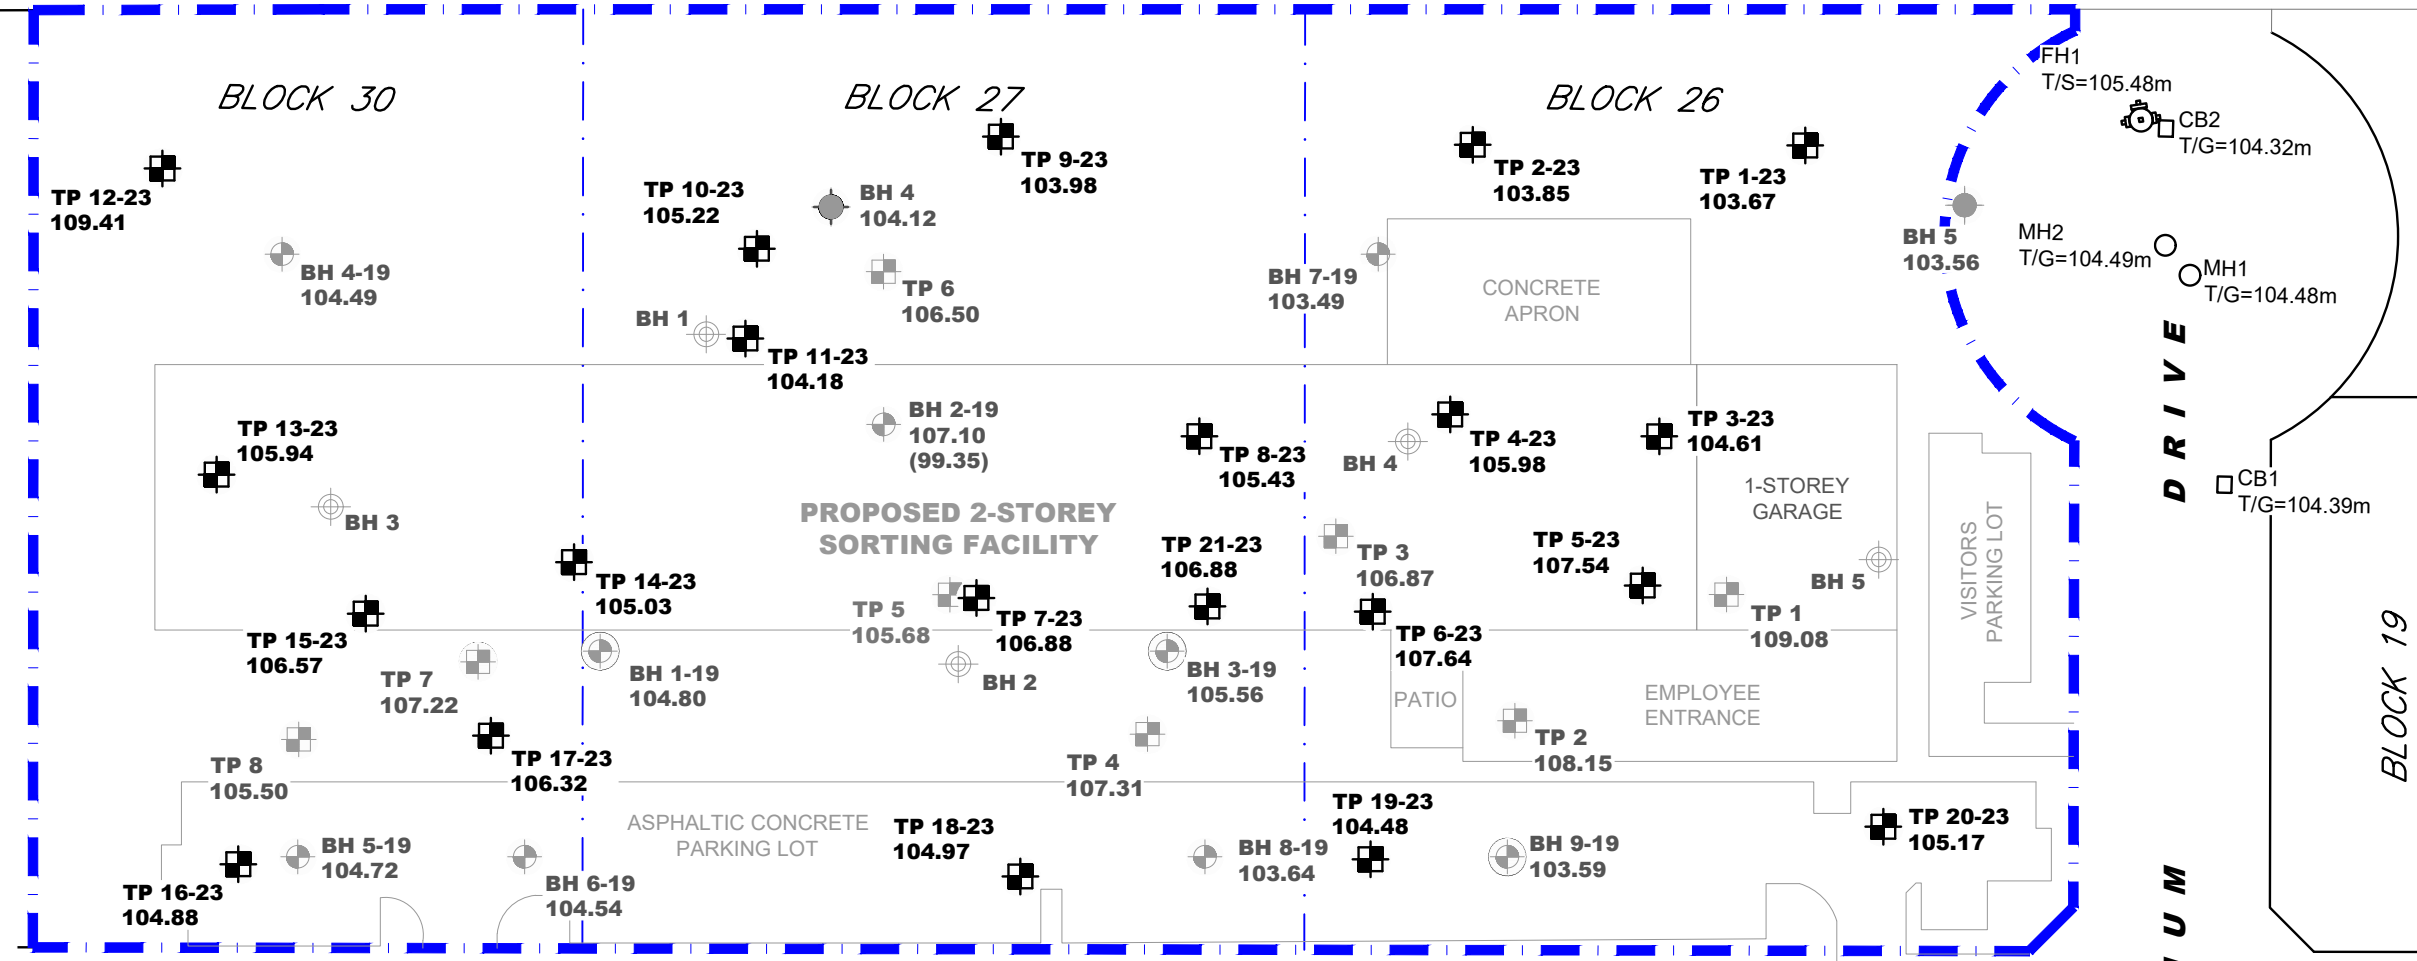 BLOCK 30
BLOCK 27
BLOCK 26
FH1
T/S=105.48m
CB2
T/G=104.32m
TP 12-23
109.41
BH 4-19
104.49
TP 10-23
105.22
BH 4
104.12
TP 9-23
103.98
TP 6
106.50
BH 1
TP 11-23
104.18
TP 2-23
103.85
TP 1-23
103.67
BH 7-19
103.49
CONCRETE
APRON
BH 5
103.56
MH2
T/G=104.49m
MH1
T/G=104.48m
DRIVE
TP 13-23
105.94
BH 3
BH 2-19
107.10
(99.35)
TP 8-23
105.43
BH 4
TP 4-23
105.98
TP 3-23
104.61
1-STOREY
GARAGE
CB1
T/G=104.39m
PROPOSED 2-STOREY
SORTING FACILITY
TP 14-23
105.03
TP 15-23
106.57
TP 5
105.68
TP 7-23
106.88
TP 21-23
106.88
TP 3
106.87
TP 5-23
107.54
BH 5
TP 1
109.08
VISITORS
PARKING LOT
TP 6-23
107.64
TP 7
107.22
BH 1-19
104.80
BH 2
BH 3-19
105.56
PATIO
EMPLOYEE
ENTRANCE
BLOCK 19
TP 8
105.50
TP 17-23
106.32
TP 4
107.31
TP 2
108.15
ASPHALTIC CONCRETE
PARKING LOT
TP 18-23
104.97
TP 19-23
104.48
TP 20-23
105.17
TP 16-23
104.88
BH 5-19
104.72
BH 6-19
104.54
BH 8-19
103.64
BH 9-19
103.59
UM